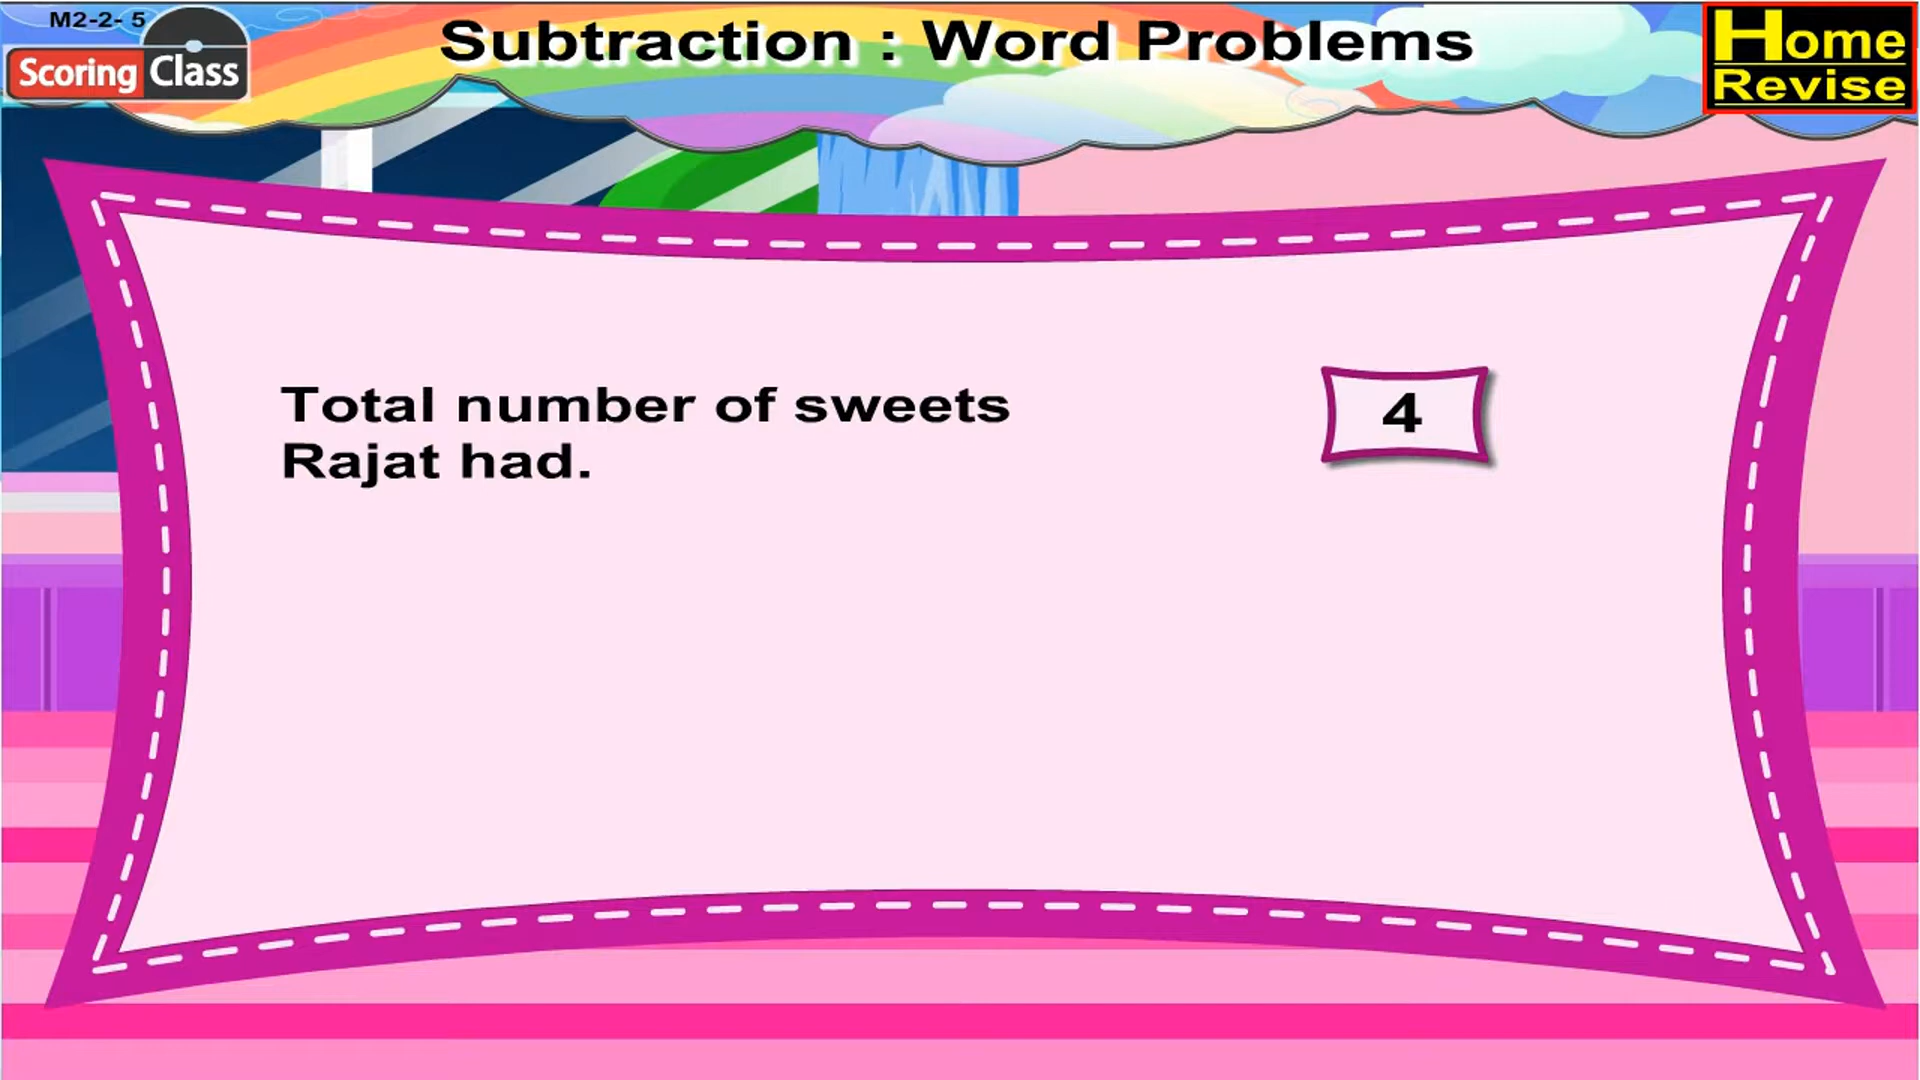 M2-2- 5
Scoring Class
Subtraction : Word Problems
Home
Revise
Total number of sweets
Rajat had.
4